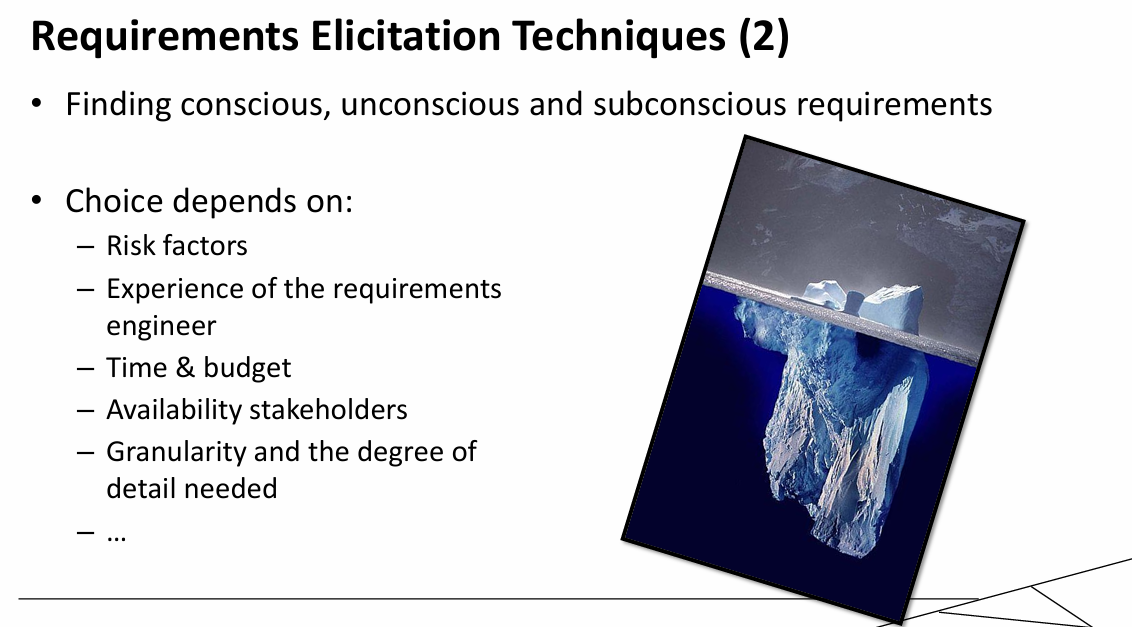 Requirements Elicitation Techniques (2)
• Finding conscious, unconscious and subconscious requirements
• Choice depends on:
– Risk factors
– Experience of the requirements
engineer
– Time & budget
– Availability stakeholders
– Granularity and the degree of
detail needed
– …